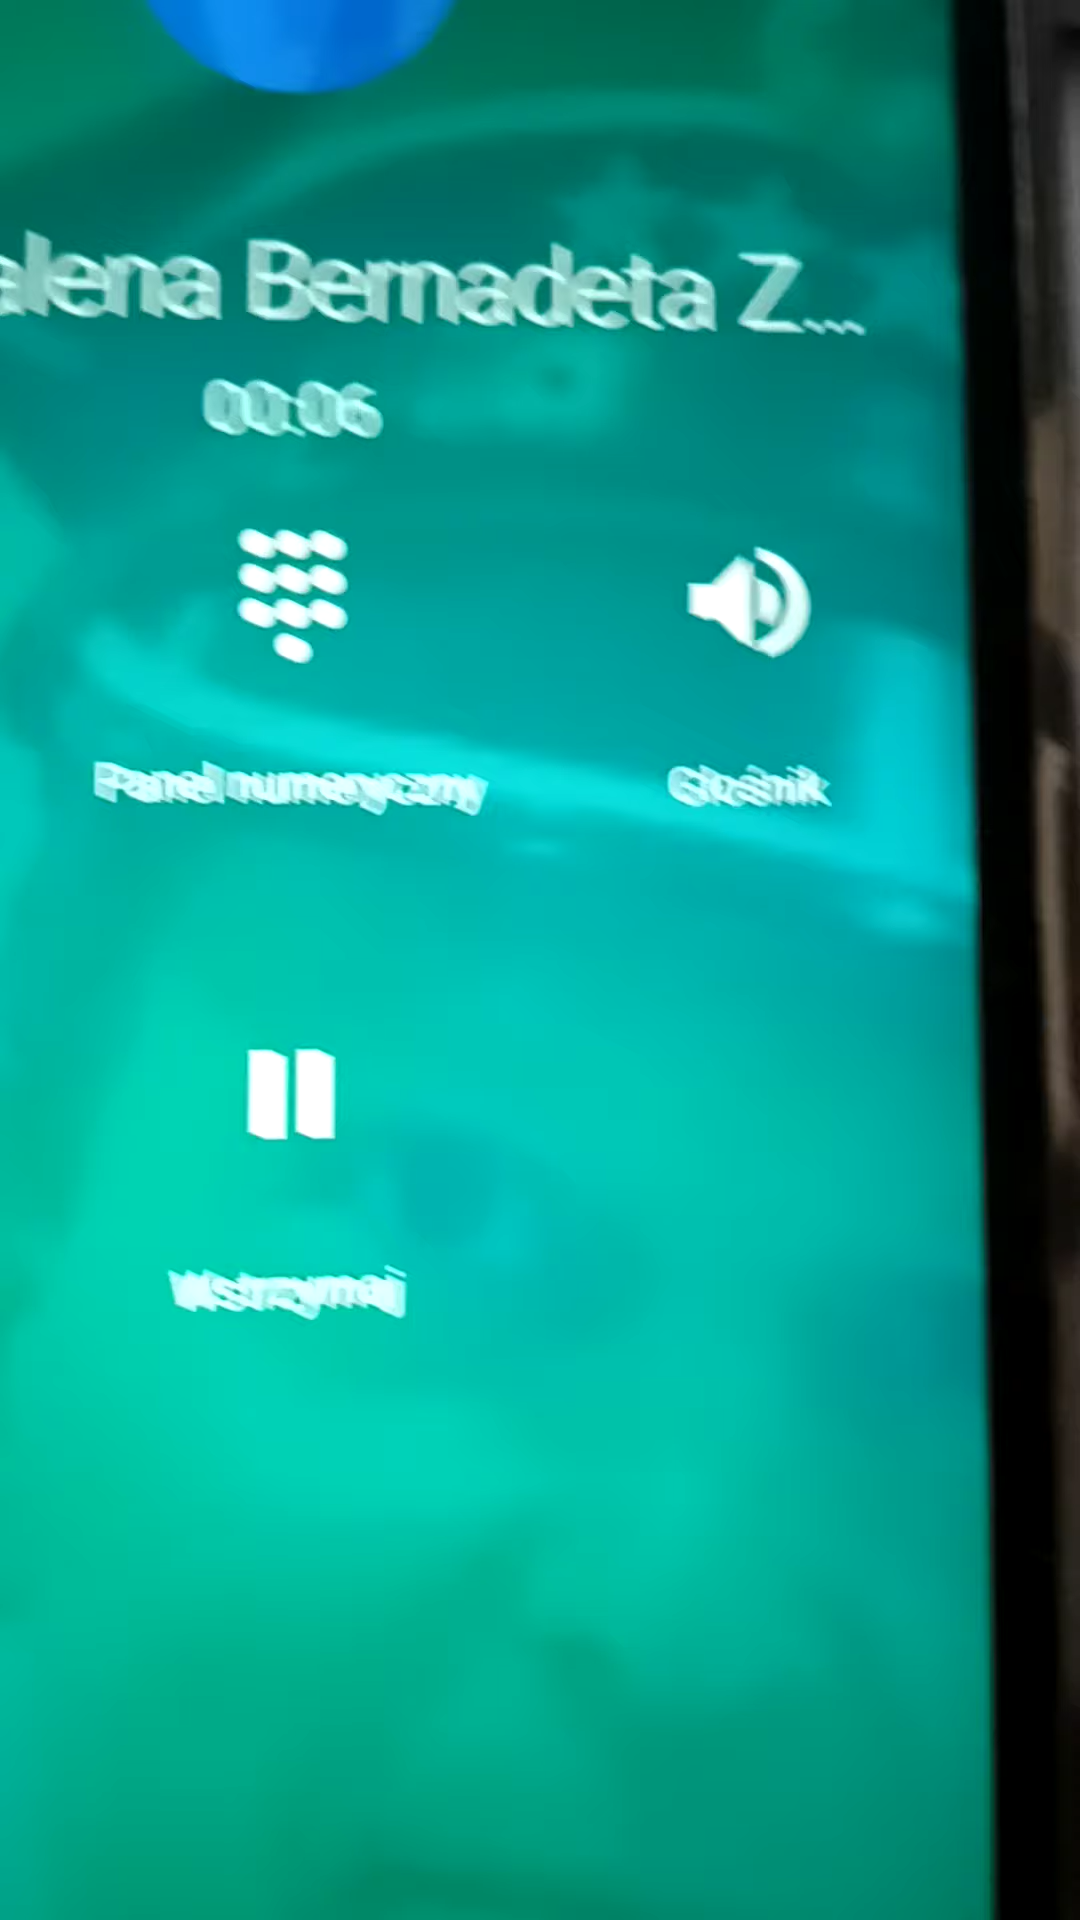 alena Bernadeta Z...
00:06
Panel numeryczny
Głośnik
Wstrzymaj